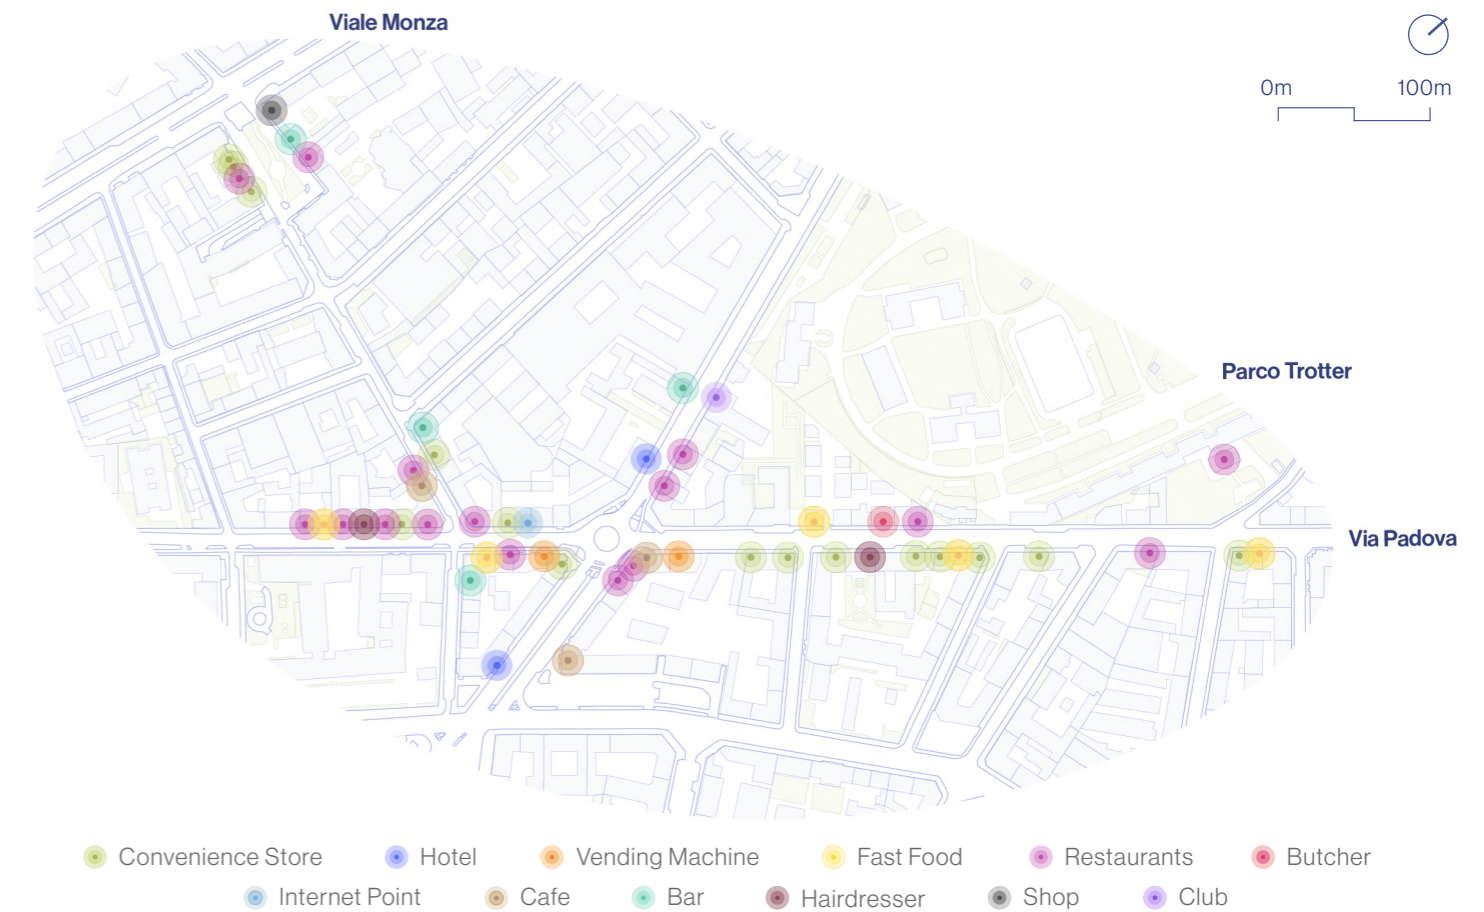 Viale Monza
0m 100m
Parco Trotter
Via Padova
Convenience Store Hotel Vending Machine Fast Food Restaurants Butcher
Internet Point Cafe Bar Hairdresser Shop Club